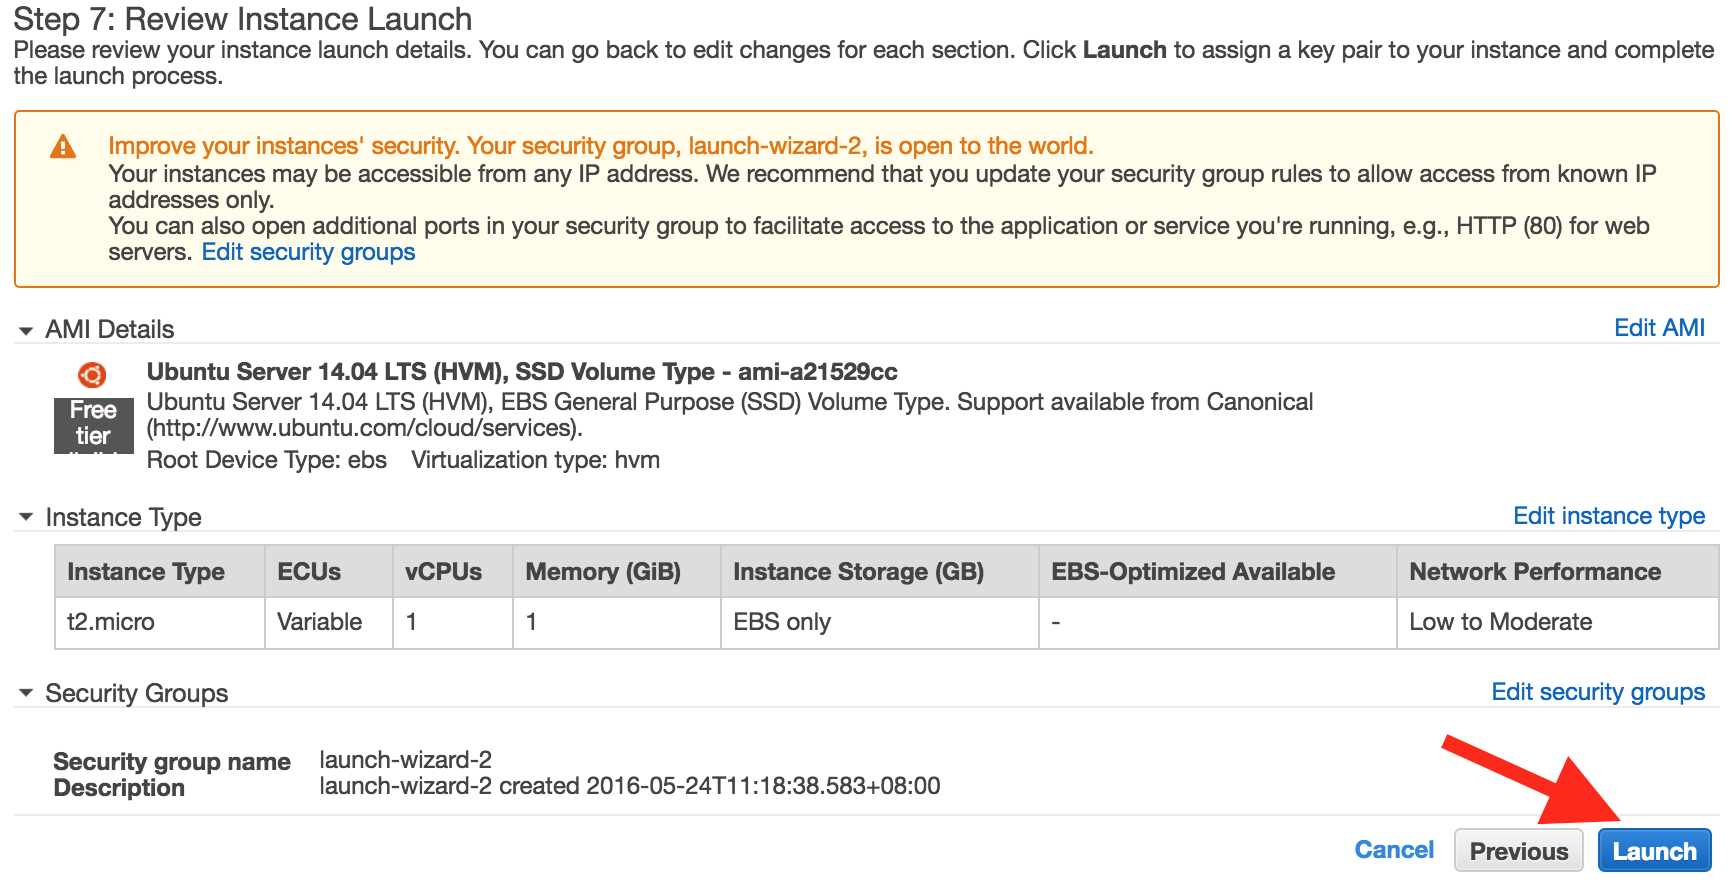 Step 7: Review Instance Launch
Please review your instance launch details. You can go back to edit changes for each section. Click Launch to assign a key pair to your instance and complete
the launch process.
Improve your instances' security. Your security group, launch-wizard-2, is open to the world.
Your instances may be accessible from any IP address. We recommend that you update your security group rules to allow access from known IP
addresses only.
You can also open additional ports in your security group to facilitate access to the application or service you're running, e.g., HTTP (80) for web
servers. Edit security groups
AMI Details Edit AMI
Ubuntu Server 14.04 LTS (HVM), SSD Volume Type - ami-a21529cc
Free
tier
Ubuntu Server 14.04 LTS (HVM), EBS General Purpose (SSD) Volume Type. Support available from Canonical
(http://www.ubuntu.com/cloud/services).
Root Device Type: ebs Virtualization type: hvm
Instance Type Edit instance type
Instance Type ECUs vCPUs Memory (GiB) Instance Storage (GB) EBS-Optimized Available Network Performance
t2.micro Variable 1 1 EBS only - Low to Moderate
Security Groups Edit security groups
Security group name launch-wizard-2
Description launch-wizard-2 created 2016-05-24T11:18:38.583+08:00
Cancel Previous Launch